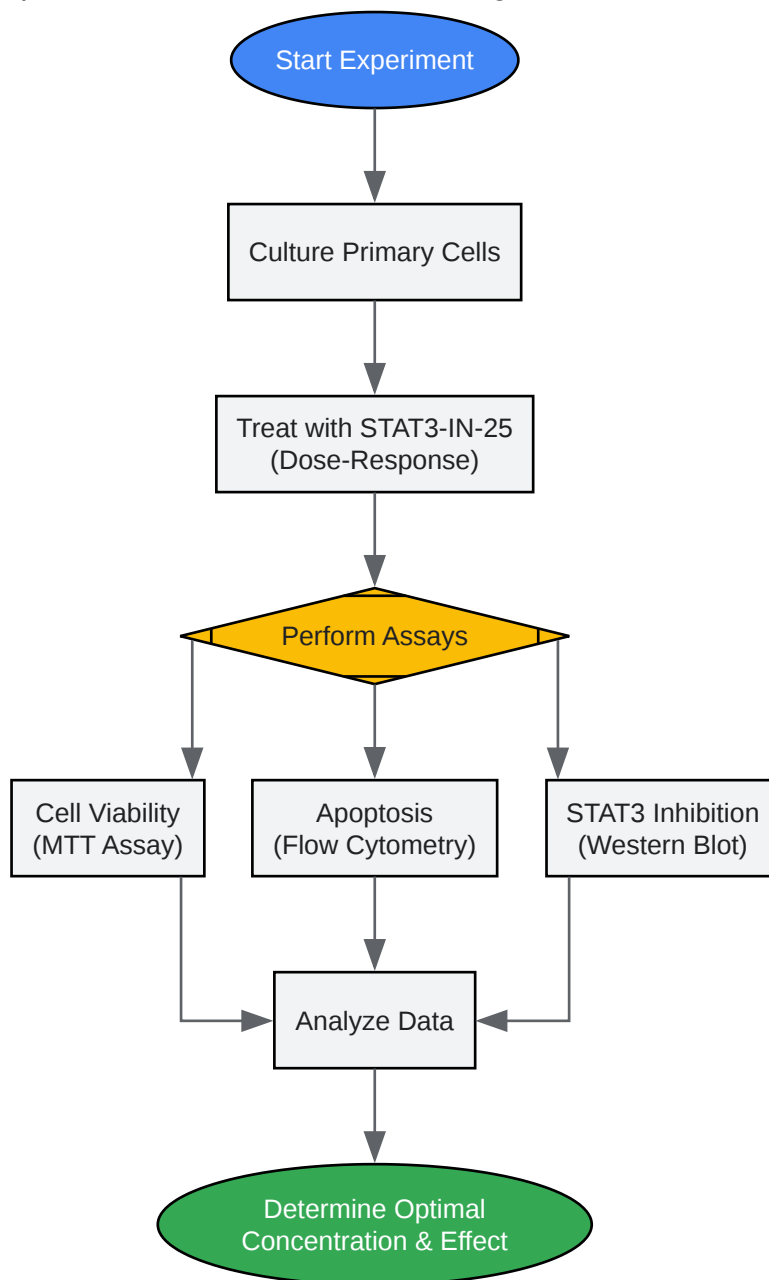 Start Experiment
Culture Primary Cells
Treat with STAT3-IN-25
(Dose-Response)
Perform Assays
Cell Viability
(MTT Assay)
Apoptosis
(Flow Cytometry)
STAT3 Inhibition
(Western Blot)
Analyze Data
Determine Optimal
Concentration & Effect